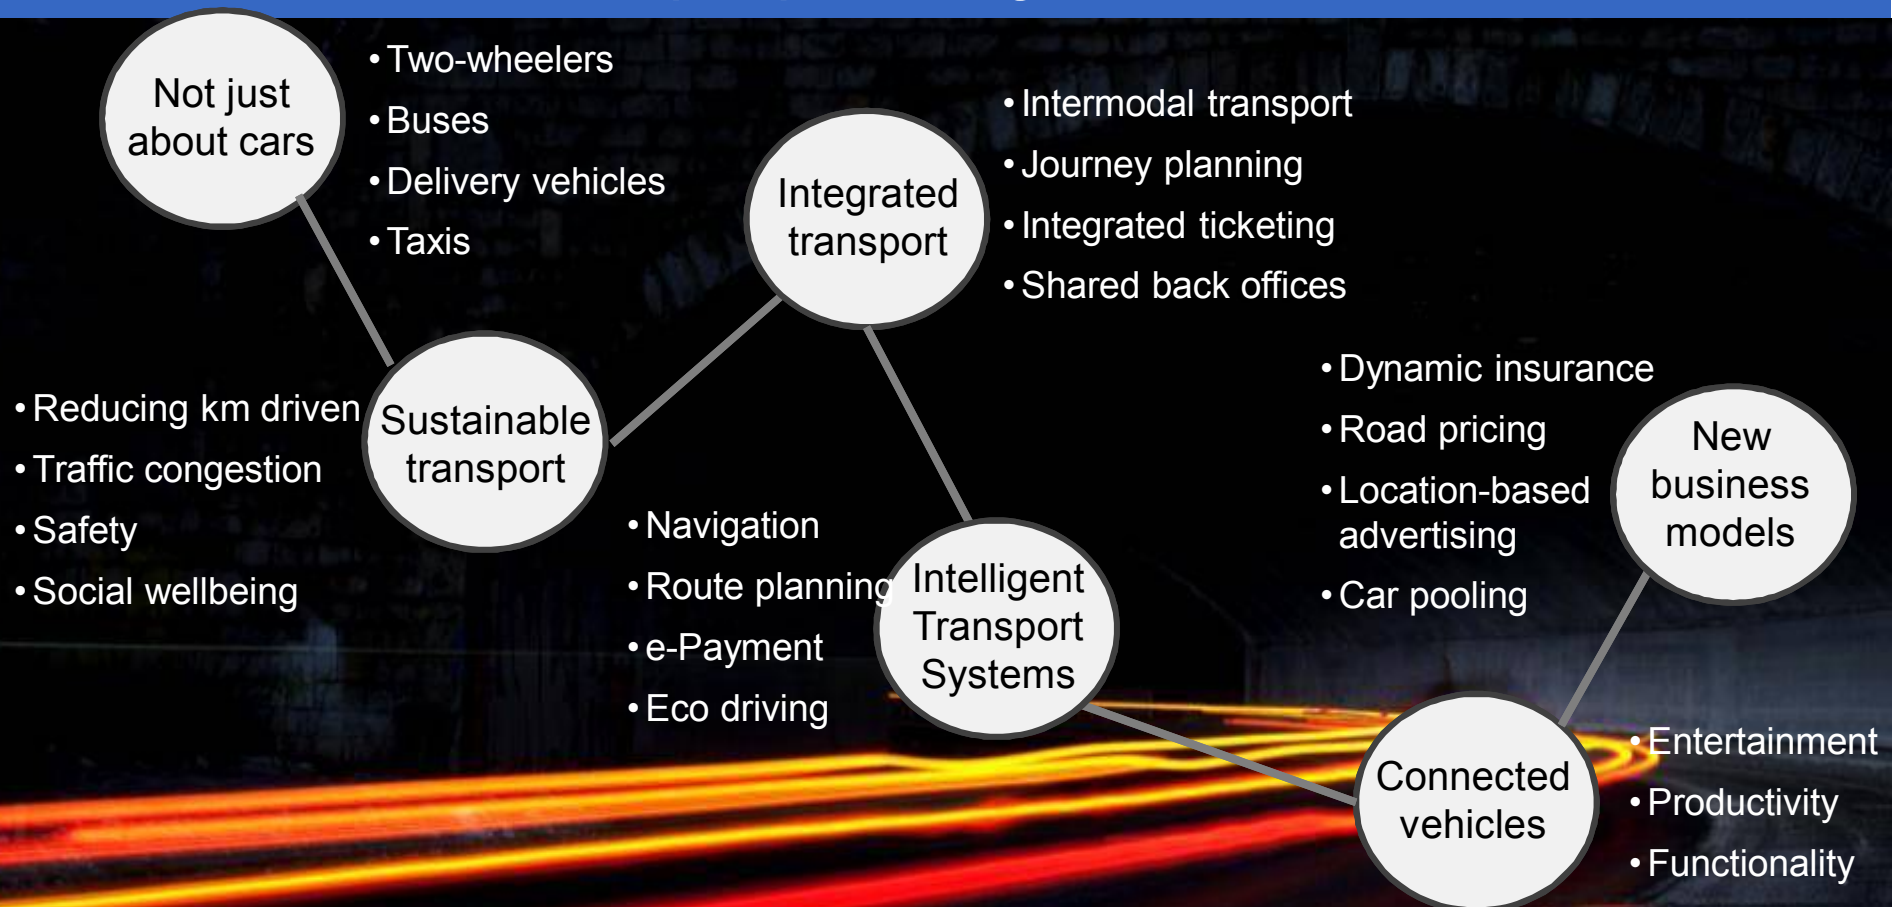 Not just
about cars
• Two-wheelers
• Buses
• Delivery vehicles
• Taxis
Integrated
transport
• Intermodal transport
• Journey planning
• Integrated ticketing
• Shared back offices
Sustainable
transport
• Reducing km driven
• Traffic congestion
• Safety
• Social wellbeing
• Navigation
• Route planning
• e-Payment
• Eco driving
Intelligent
Transport
Systems
• Dynamic insurance
• Road pricing
• Location-based
advertising
• Car pooling
New
business
models
Connected
vehicles
• Entertainment
• Productivity
• Functionality